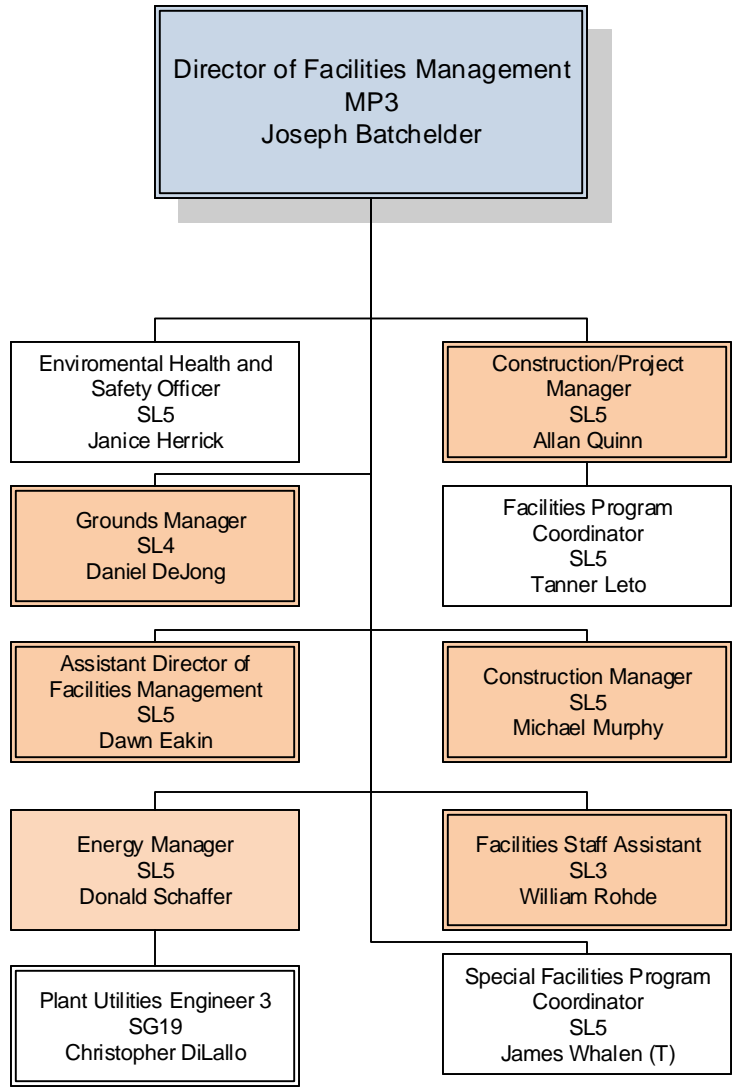 Director of Facilities Management
MP3
Joseph Batchelder
Enviromental Health and
Safety Officer
SL5
Janice Herrick
Construction/Project
Manager
SL5
Allan Quinn
Grounds Manager
SL4
Daniel DeJong
Facilities Program
Coordinator
SL5
Tanner Leto
Assistant Director of
Facilities Management
SL5
Dawn Eakin
Construction Manager
SL5
Michael Murphy
Energy Manager
SL5
Donald Schaffer
Facilities Staff Assistant
SL3
William Rohde
Plant Utilities Engineer 3
SG19
Christopher DiLallo
Special Facilities Program
Coordinator
SL5
James Whalen (T)